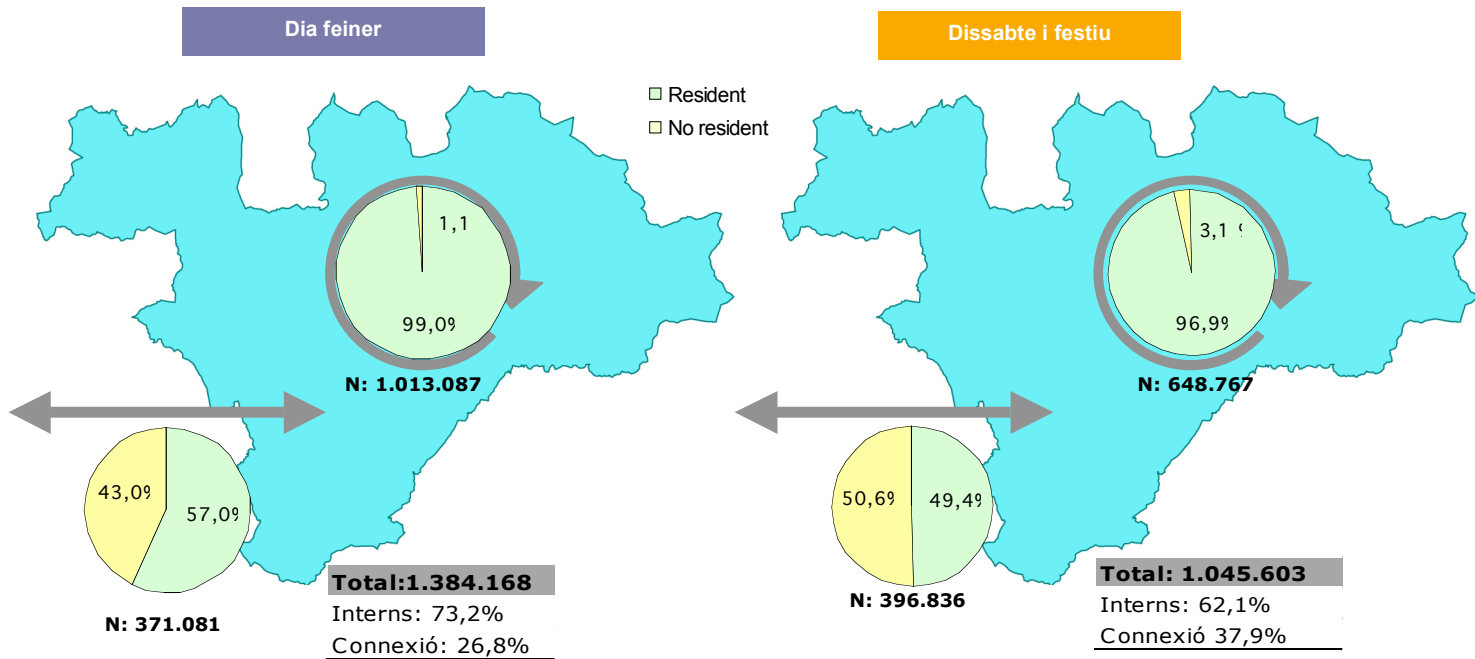 Dia feiner
Dissabte i festiu
Resident
No resident
1,1
99,0%
N: 1.013.087
43,0%
57,0%
N: 371.081
Total:1.384.168
Interns: 73,2%
Connexió: 26,8%
3,1 %
96,9%
N: 648.767
50,6%
49,4%
N: 396.836
Total: 1.045.603
Interns: 62,1%
Connexió 37,9%